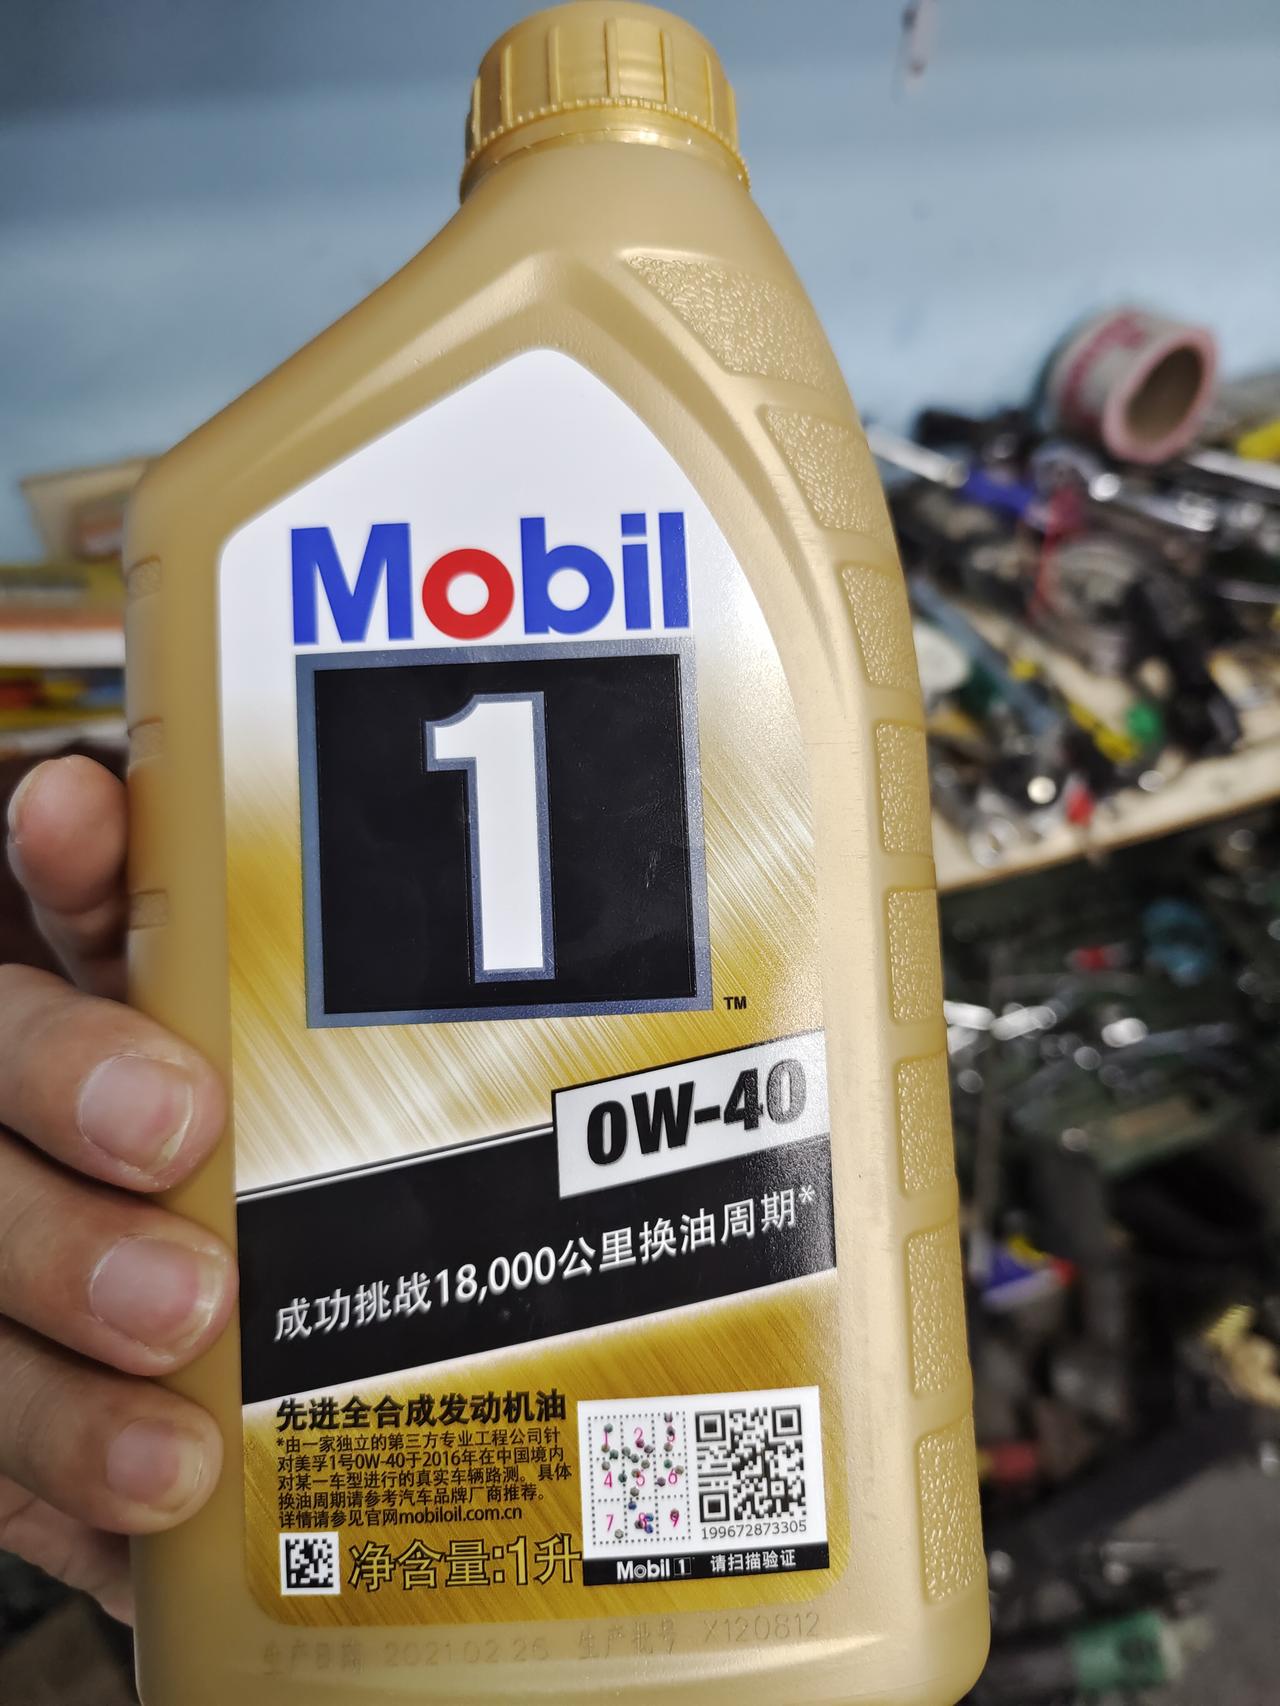 Mobil
1
TM
0W-40
成功挑战18,000公里换油周期*
先进全合成发动机油
*由一家独立的第三方专业工程公司针
对美孚1号0W-40于2016年在中国境内
对某一车型进行的真实车辆路测。具体
换油周期请参考汽车品牌厂商推荐。
详情请参见官网mobiloil.com.cn
净含量:1升
1 2 3
4 5 6
7 8 9
199672873305
Mobil 1 请扫描验证
生产日期 20210226 生产批号 X120812